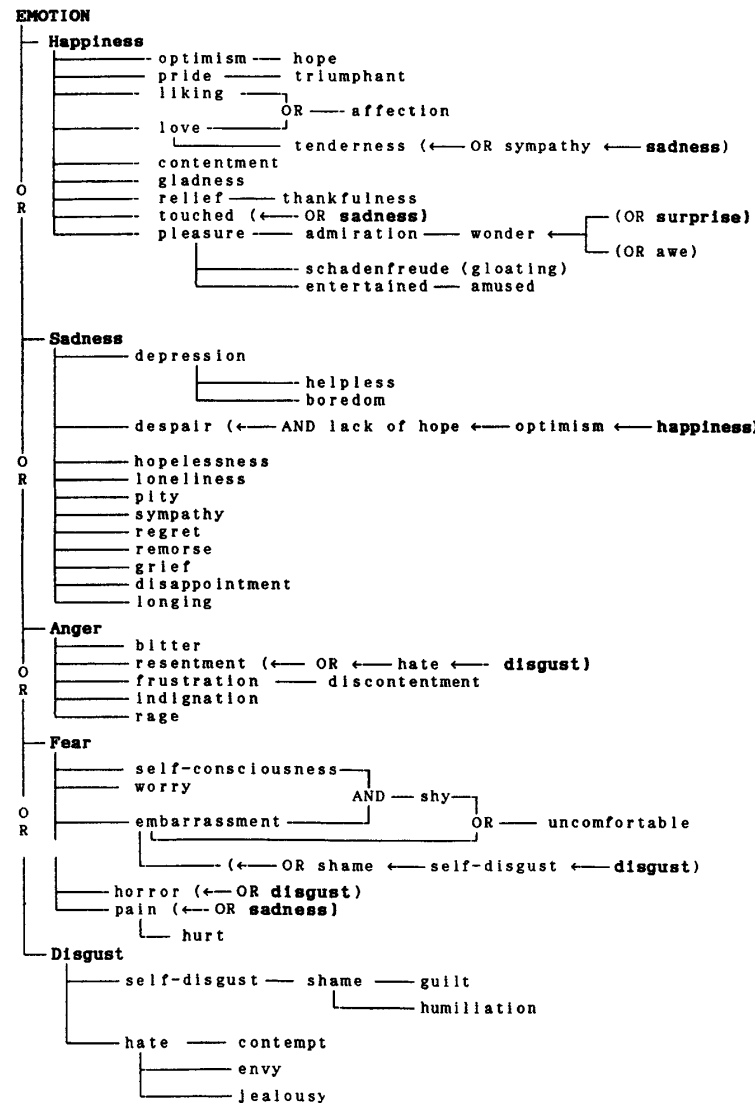 EMOTION
Happiness
optimism hope
pride triumphant
liking
OR affection
love
tenderness (← OR sympathy ← sadness)
contentment
gladness
relief thankfulness
touched (← OR sadness)
(OR surprise)
pleasure admiration wonder ←
(OR awe)
schadenfreude (gloating)
entertained amused
OR
Sadness
depression
helpless
boredom
despair (← AND lack of hope ← optimism ← happiness)
hopelessness
loneliness
pity
sympathy
regret
remorse
grief
disappointment
longing
OR
Anger
bitter
resentment (← OR ← hate ← disgust)
frustration discontentment
indignation
rage
OR
Fear
self-consciousness
worry
AND shy
embarrassment
OR uncomfortable
(← OR shame ← self-disgust ← disgust)
horror (← OR disgust)
pain (← OR sadness)
hurt
OR
Disgust
self-disgust shame guilt
humiliation
hate contempt
envy
jealousy